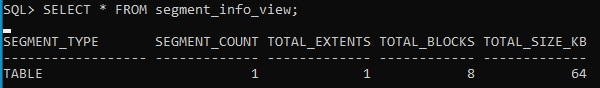 SQL> SELECT * FROM segment_info_view;
SEGMENT_TYPE SEGMENT_COUNT TOTAL_EXTENTS TOTAL_BLOCKS TOTAL_SIZE_KB
------------------ ------------- ------------- ------------ -------------
TABLE 1 1 8 64